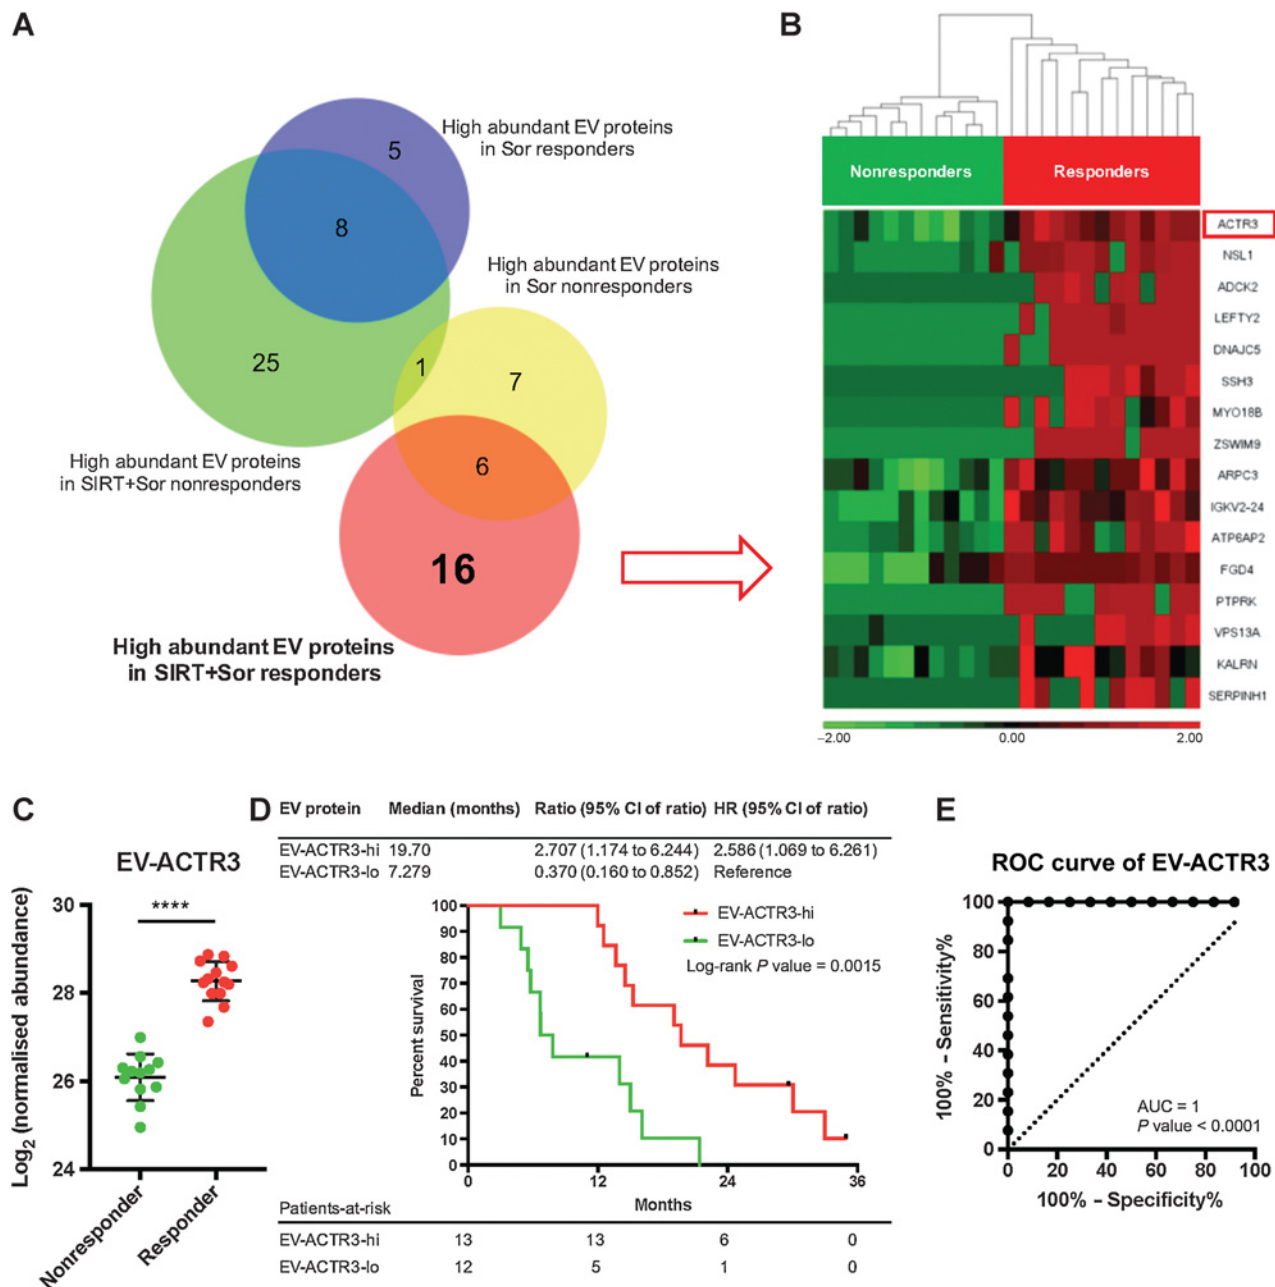 A
High abundant EV proteins
in Sor responders
5
8
High abundant EV proteins
in Sor nonresponders
25
1
7
High abundant EV proteins
in SIRT+Sor nonresponders
6
16
High abundant EV proteins
in SIRT+Sor responders
B
Nonresponders Responders
ACTR3
NSL1
ADCK2
LEFTY2
DNAJC5
SSH3
MYO18B
ZSWIM9
ARPC3
IGKV2-24
ATP6AP2
FGD4
PTPRK
VPS13A
KALRN
SERPINH1
−2.00 0.00 2.00
C
EV-ACTR3
Log2 (normalised abundance)
30
28
26
24
****
Nonresponder
Responder
D
EV protein Median (months) Ratio (95% CI of ratio) HR (95% CI of ratio)
EV-ACTR3-hi 19.70 2.707 (1.174 to 6.244) 2.586 (1.069 to 6.261)
EV-ACTR3-lo 7.279 0.370 (0.160 to 0.852) Reference
Percent survival
100
90
80
70
60
50
40
30
20
10
0
EV-ACTR3-hi
EV-ACTR3-lo
Log-rank P value = 0.0015
0 12 24 36
Months
Patients-at-risk
EV-ACTR3-hi 13 13 6 0
EV-ACTR3-lo 12 5 1 0
E
ROC curve of EV-ACTR3
100% – Sensitivity%
100
80
60
40
20
0
AUC = 1
P value < 0.0001
0 20 40 60 80 100
100% – Specificity%